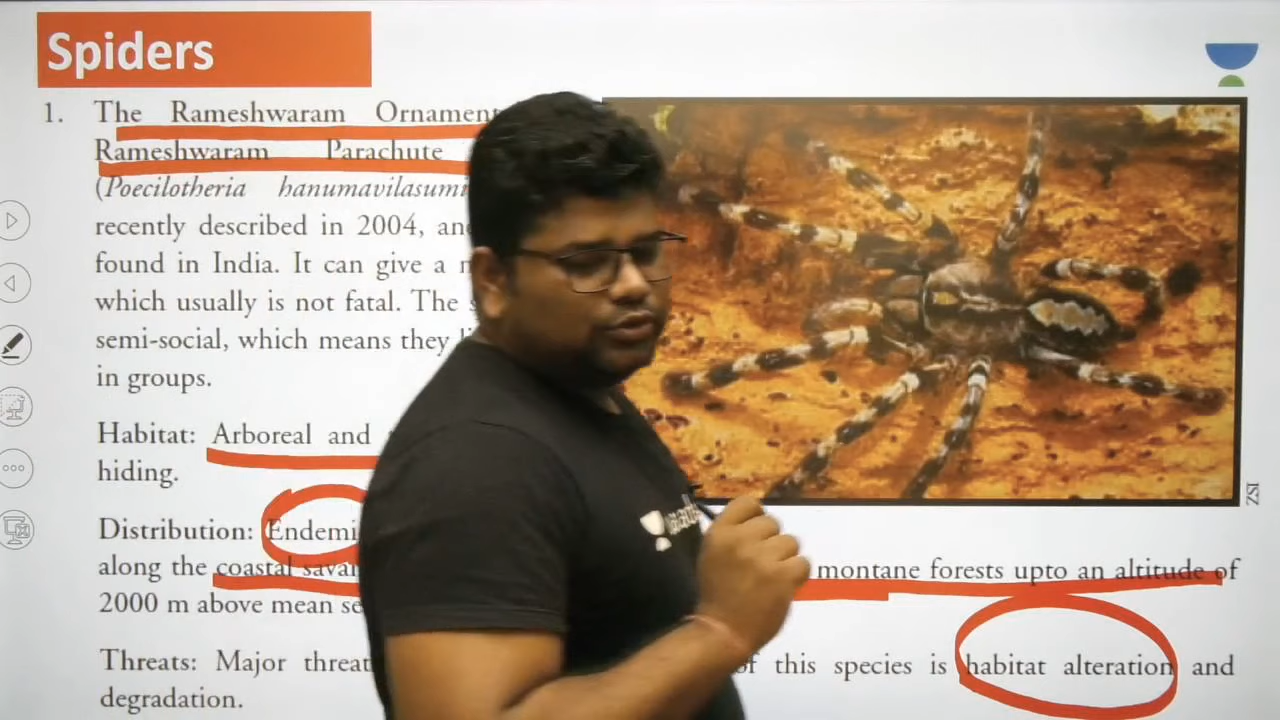 Spiders
1. The Rameshwaram Ornament
Rameshwaram Parachute
(Poecilotheria hanumavilasumi
recently described in 2004, and
found in India. It can give a
which usually is not fatal. The
semi-social, which means they
in groups.
Habitat: Arboreal and
hiding.
Distribution: Endemi
along the coastal savan montane forests upto an altitude of
2000 m above mean se
Threats: Major threat of this species is habitat alteration and
degradation.
ZSI